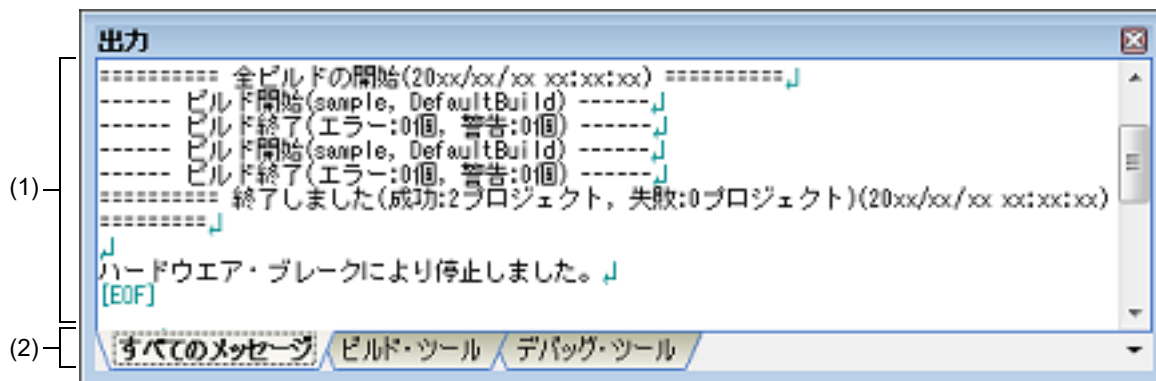 出力
(1)
========== 全ビルドの開始(20xx/xx/xx xx:xx:xx) ==========↲
------ ビルド開始(sample, DefaultBuild) ------↲
------ ビルド終了(エラー:0個, 警告:0個) ------↲
------ ビルド開始(sample, DefaultBuild) ------↲
------ ビルド終了(エラー:0個, 警告:0個) ------↲
========== 終了しました(成功:2プロジェクト, 失敗:0プロジェクト)(20xx/xx/xx xx:xx:xx)
=========↲
↲
ハードウエア・ブレークにより停止しました。↲
[EOF]
(2)
すべてのメッセージ ビルド・ツール デバッグ・ツール